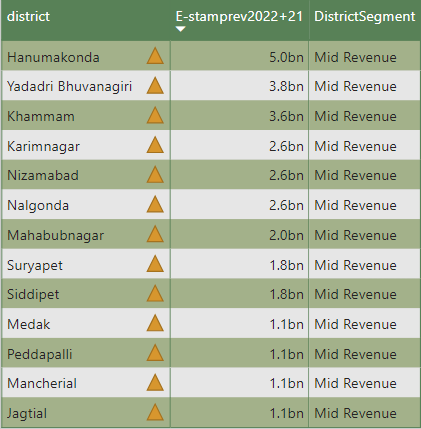 district E-stamprev2022+21 DistrictSegment
Hanumakonda 5.0bn Mid Revenue
Yadadri Bhuvanagiri 3.8bn Mid Revenue
Khammam 3.6bn Mid Revenue
Karimnagar 2.6bn Mid Revenue
Nizamabad 2.6bn Mid Revenue
Nalgonda 2.6bn Mid Revenue
Mahabubnagar 2.0bn Mid Revenue
Suryapet 1.8bn Mid Revenue
Siddipet 1.8bn Mid Revenue
Medak 1.1bn Mid Revenue
Peddapalli 1.1bn Mid Revenue
Mancherial 1.1bn Mid Revenue
Jagtial 1.1bn Mid Revenue